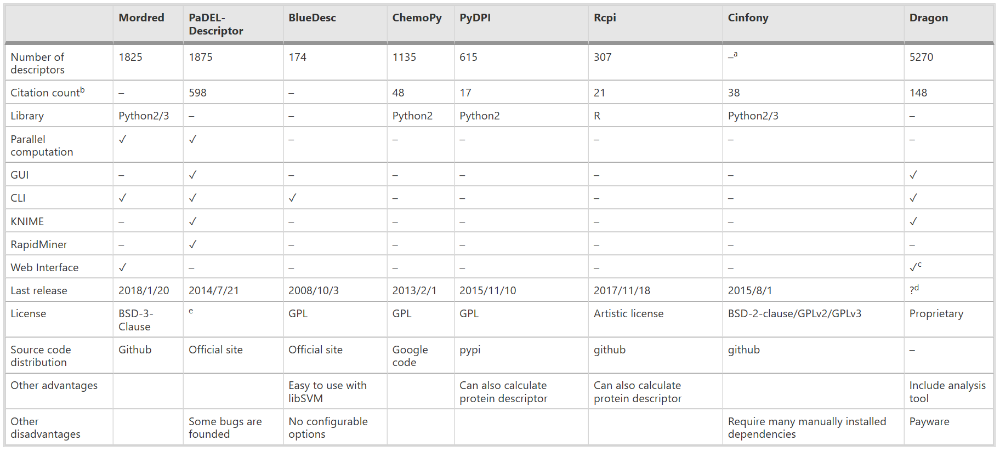 Mordred PaDEL- BlueDesc ChemoPy PyDPI Rcpi Cinfony Dragon
Descriptor
Number of 1825 1875 174 1135 615 307 –a 5270
descriptors
Citation countb – 598 – 48 17 21 38 148
Library Python2/3 – – Python2 Python2 R Python2/3 –
Parallel ✓ ✓ – – – – – –
computation
GUI – ✓ – – – – – ✓
CLI ✓ ✓ ✓ – – – – ✓
KNIME – ✓ – – – – – ✓
RapidMiner – ✓ – – – – – –
Web Interface ✓ – – – – – – ✓c
Last release 2018/1/20 2014/7/21 2008/10/3 2013/2/1 2015/11/10 2017/11/18 2015/8/1 ?d
License BSD-3- e GPL GPL GPL Artistic license BSD-2-clause/GPLv2/GPLv3 Proprietary
Clause
Source code Github Official site Official site Google pypi github github –
distribution code
Other advantages Easy to use with Can also calculate Can also calculate Include analysis
libSVM protein descriptor protein descriptor tool
Other Some bugs are No configurable Require many manually installed Payware
disadvantages founded options dependencies